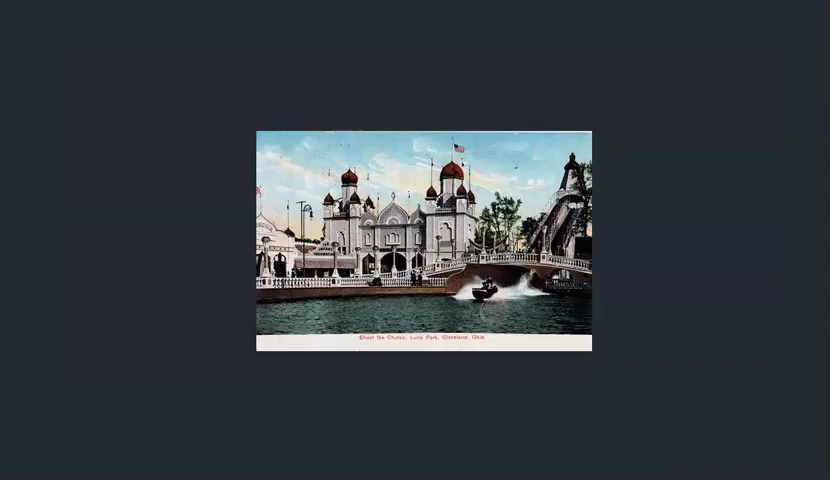 Shoot the Chutes, Luna Park, Cleveland, Ohio